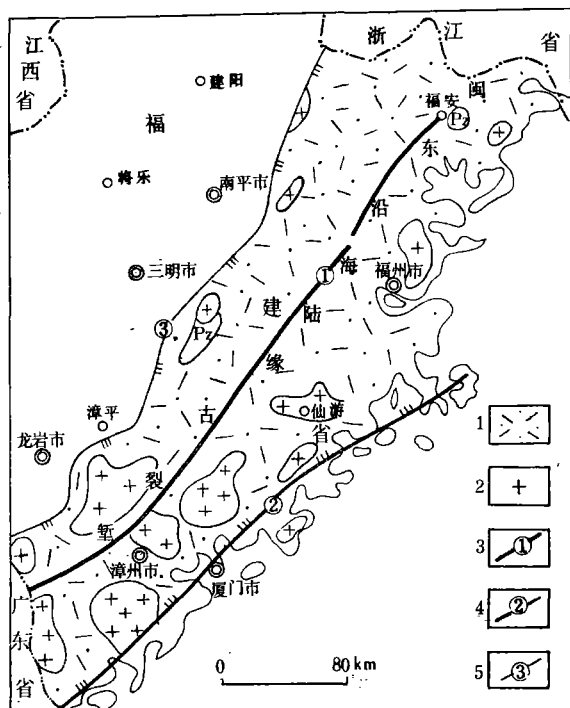 江西省
浙江省
建阳
福安
Pz
闽东沿海陆缘古裂堑
福建省
将乐
南平市
三明市
①
福州市
③
Pz
仙游
漳平
龙岩市
②
漳州市
厦门市
广东省
0 80 km
1
2 +
3 ①
4 ②
5 ③